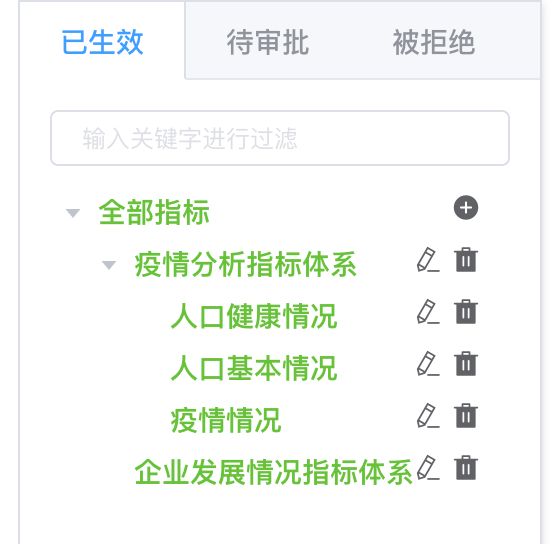 已生效 待审批 被拒绝
输入关键字进行过滤
全部指标
疫情分析指标体系
人口健康情况
人口基本情况
疫情情况
企业发展情况指标体系